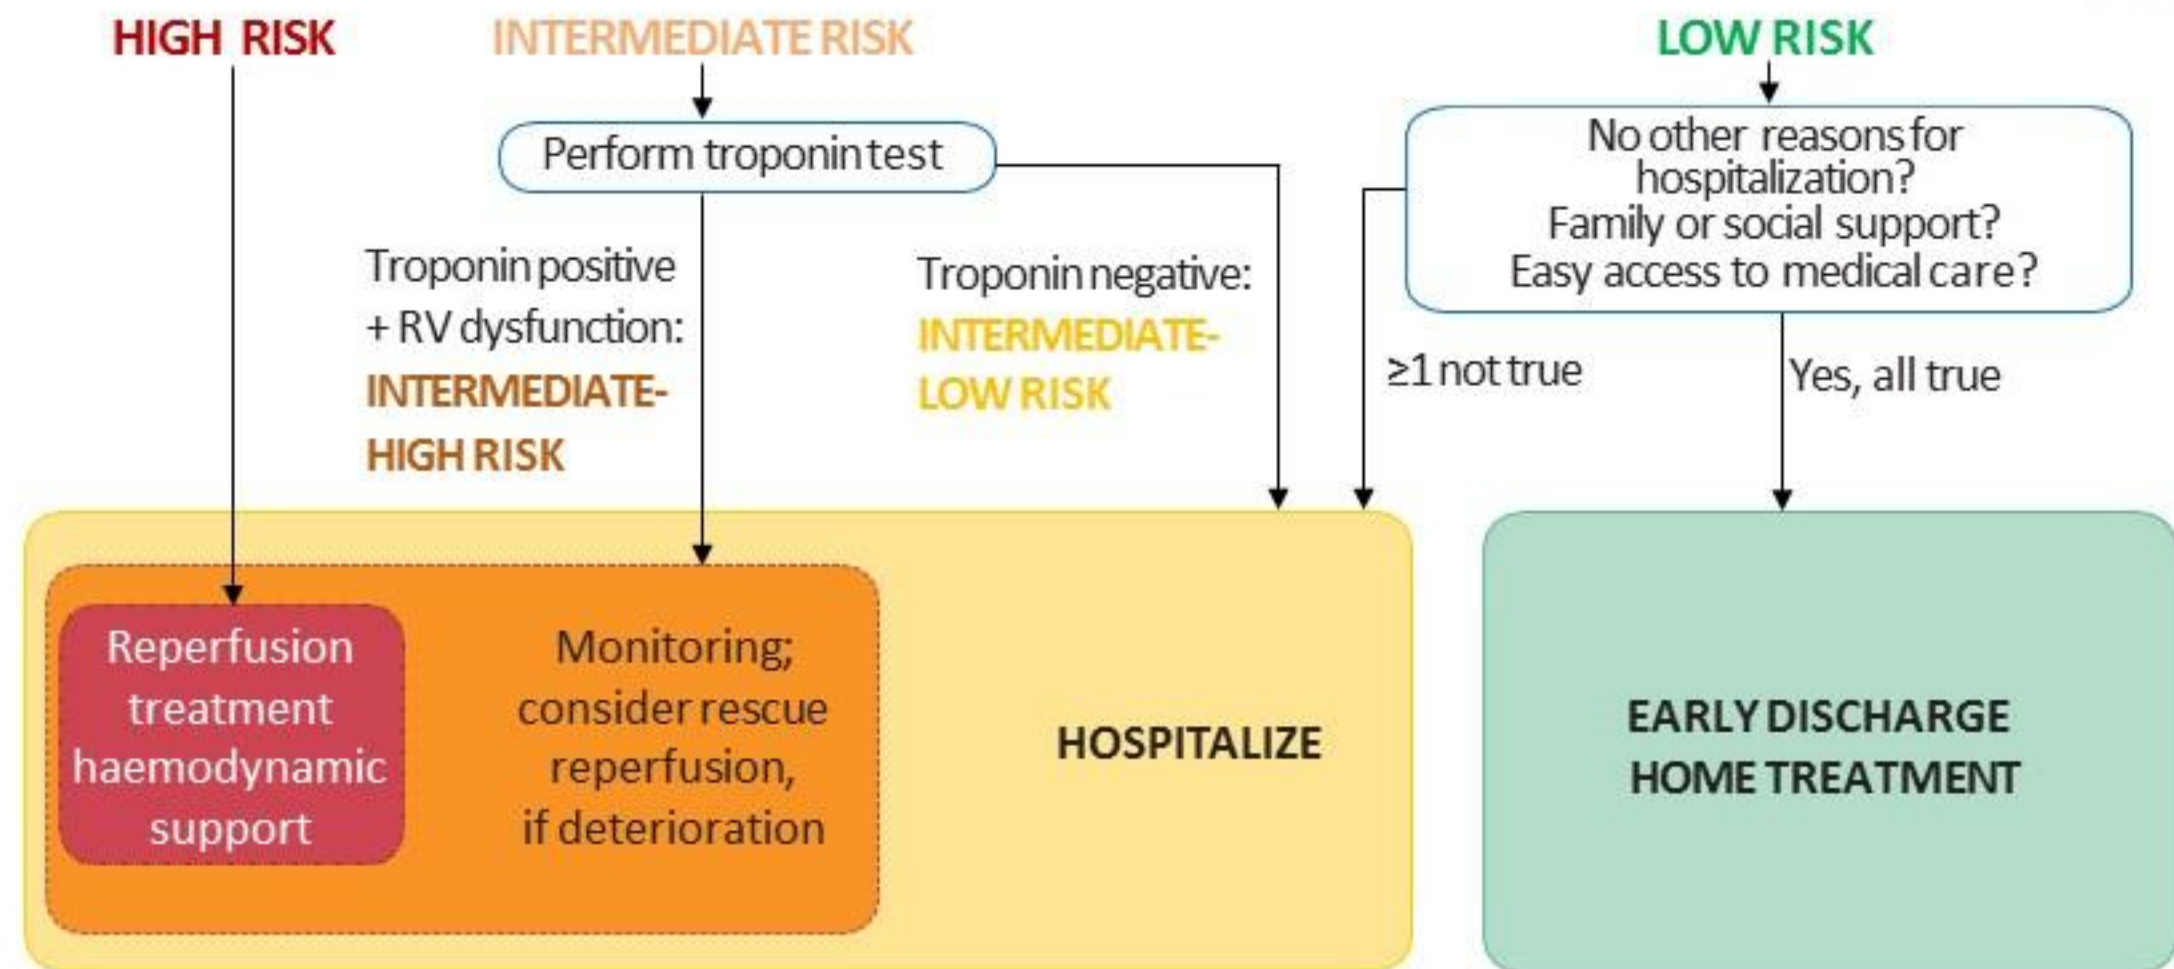 HIGH RISK
INTERMEDIATE RISK
LOW RISK
Perform troponin test
No other reasons for
hospitalization?
Family or social support?
Easy access to medical care?
Troponin positive
+ RV dysfunction:
INTERMEDIATE-
HIGH RISK
Troponin negative:
INTERMEDIATE-
LOW RISK
≥1 not true
Yes, all true
Reperfusion
treatment
haemodynamic
support
Monitoring;
consider rescue
reperfusion,
if deterioration
HOSPITALIZE
EARLY DISCHARGE
HOME TREATMENT